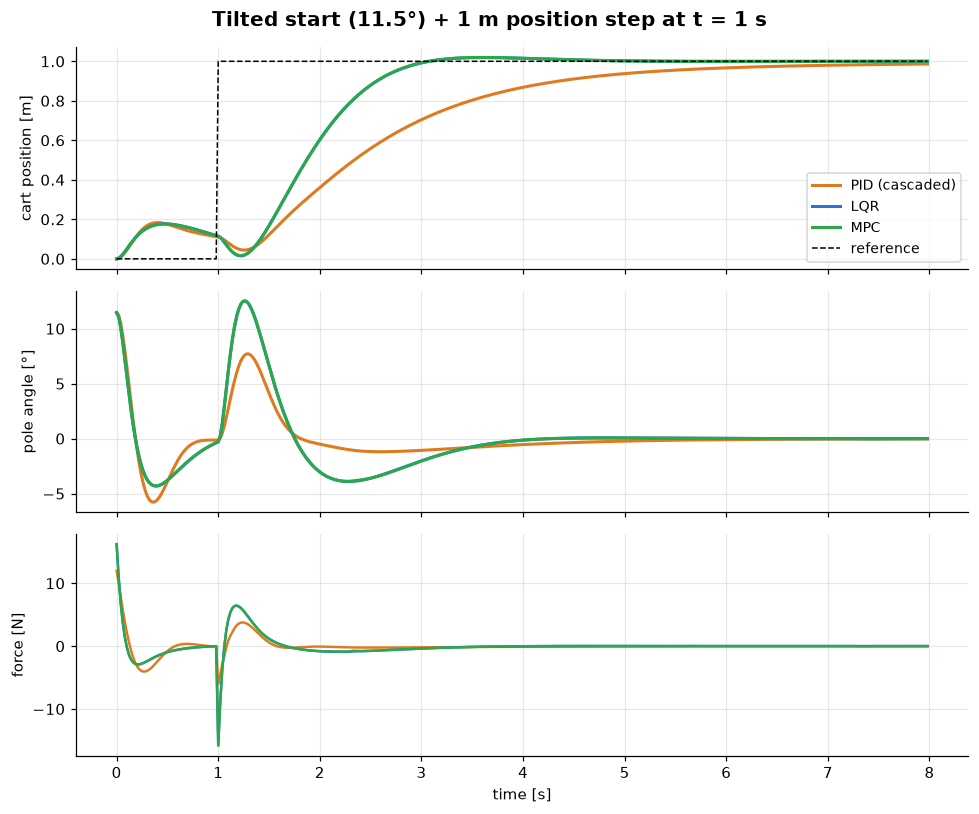 Tilted start (11.5°) + 1 m position step at t = 1 s
cart position [m]
1.0
0.8
0.6
0.4
0.2
0.0
PID (cascaded)
LQR
MPC
reference
pole angle [°]
10
5
0
−5
force [N]
10
0
−10
0 1 2 3 4 5 6 7 8
time [s]